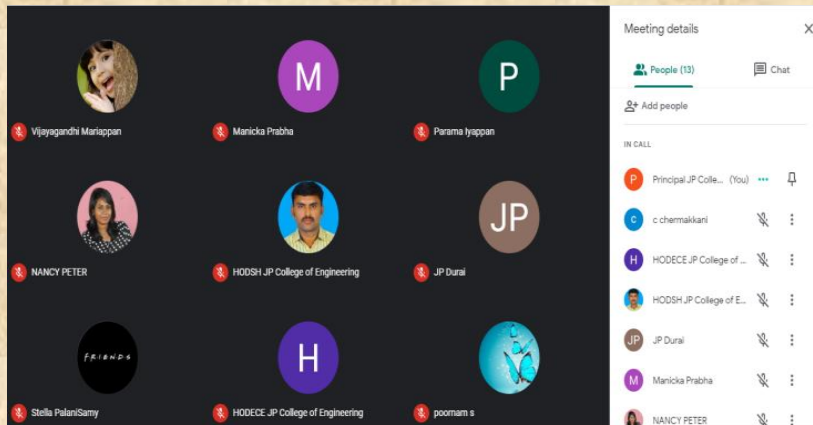 M
P
Vijayagandhi Mariappan
Manicka Prabha
Parama Iyappan
JP
NANCY PETER
HODSH JP College of Engineering
JP Durai
FRIENDS
H
Stella PalaniSamy
HODECE JP College of Engineering
poornam s
Meeting details
People (13)
Chat
Add people
IN CALL
P
Principal JP Colle... (You)
c
c chermakkani
H
HODECE JP College of ...
HODSH JP College of E...
JP
JP Durai
M
Manicka Prabha
NANCY PETER